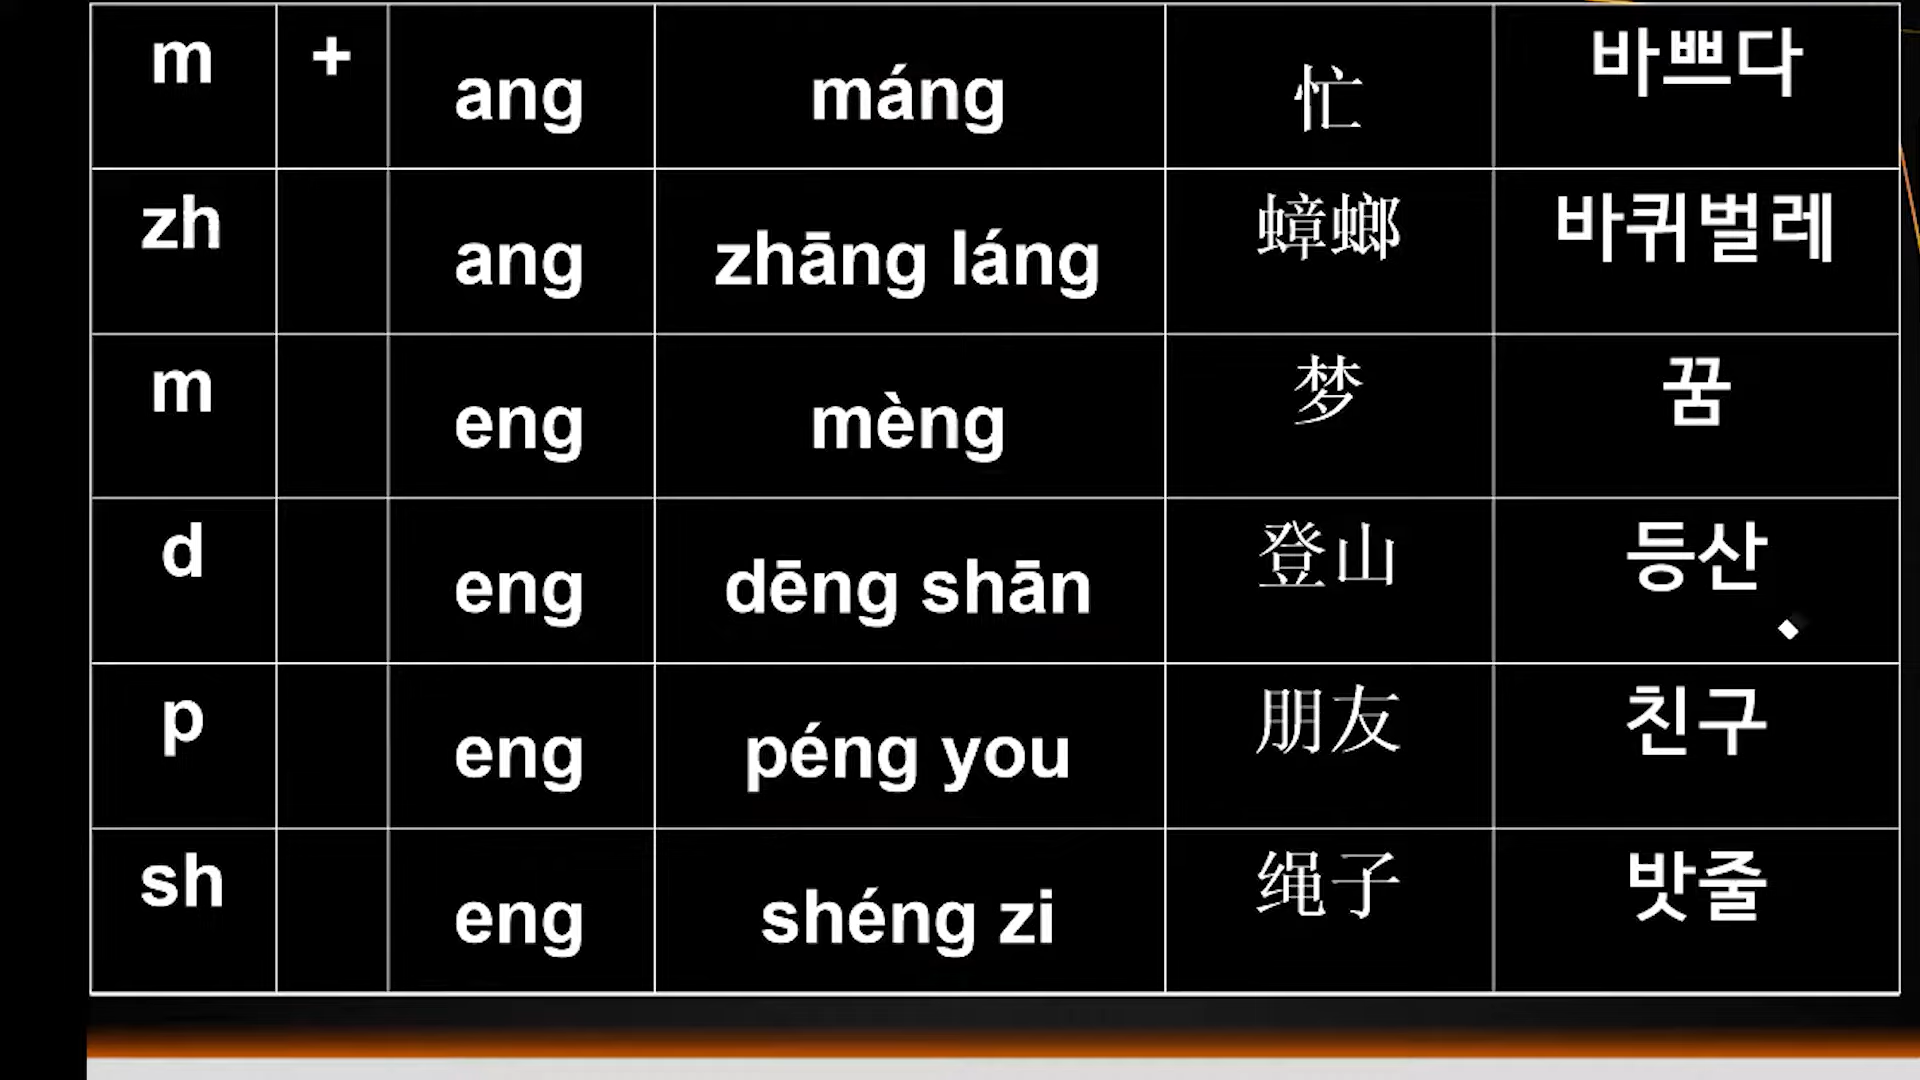 m + ang máng 忙 바쁘다
zh ang zhāng láng 蟑螂 바퀴벌레
m eng mèng 梦 꿈
d eng dēng shān 登山 등산
p eng péng you 朋友 친구
sh eng shéng zi 绳子 밧줄